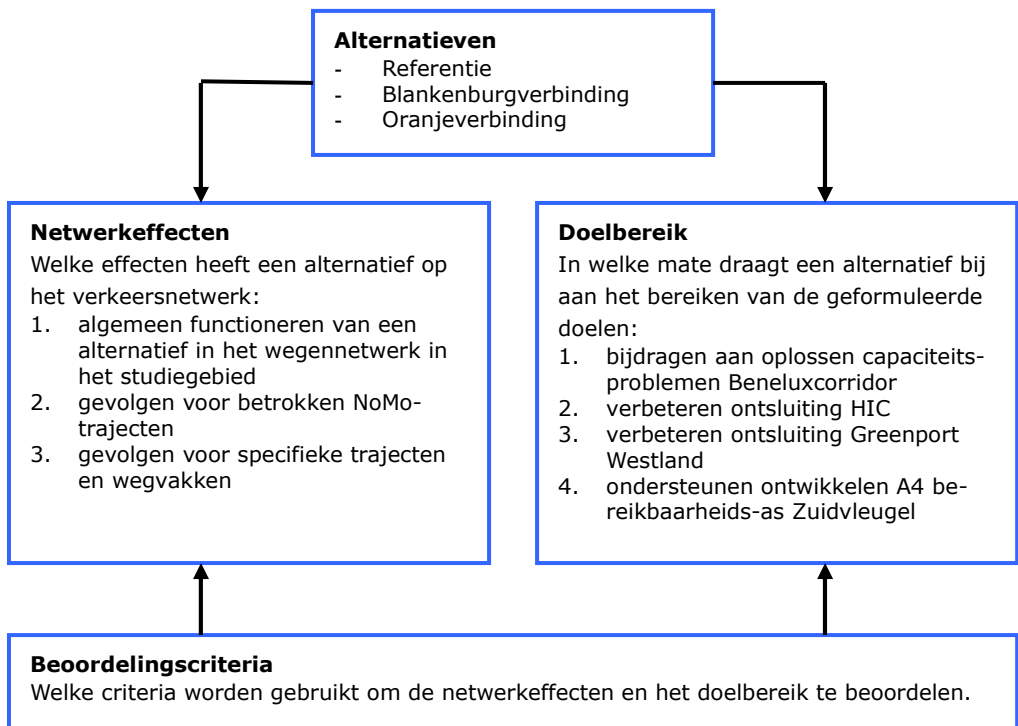 Alternatieven
- Referentie
- Blankenburgverbinding
- Oranjeverbinding
Netwerkeffecten
Welke effecten heeft een alternatief op
het verkeersnetwerk:
1. algemeen functioneren van een
alternatief in het wegennetwerk in
het studiegebied
2. gevolgen voor betrokken NoMo-
trajecten
3. gevolgen voor specifieke trajecten
en wegvakken
Doelbereik
In welke mate draagt een alternatief bij
aan het bereiken van de geformuleerde
doelen:
1. bijdragen aan oplossen capaciteits-
problemen Beneluxcorridor
2. verbeteren ontsluiting HIC
3. verbeteren ontsluiting Greenport
Westland
4. ondersteunen ontwikkelen A4 be-
reikbaarheids-as Zuidvleugel
Beoordelingscriteria
Welke criteria worden gebruikt om de netwerkeffecten en het doelbereik te beoordelen.